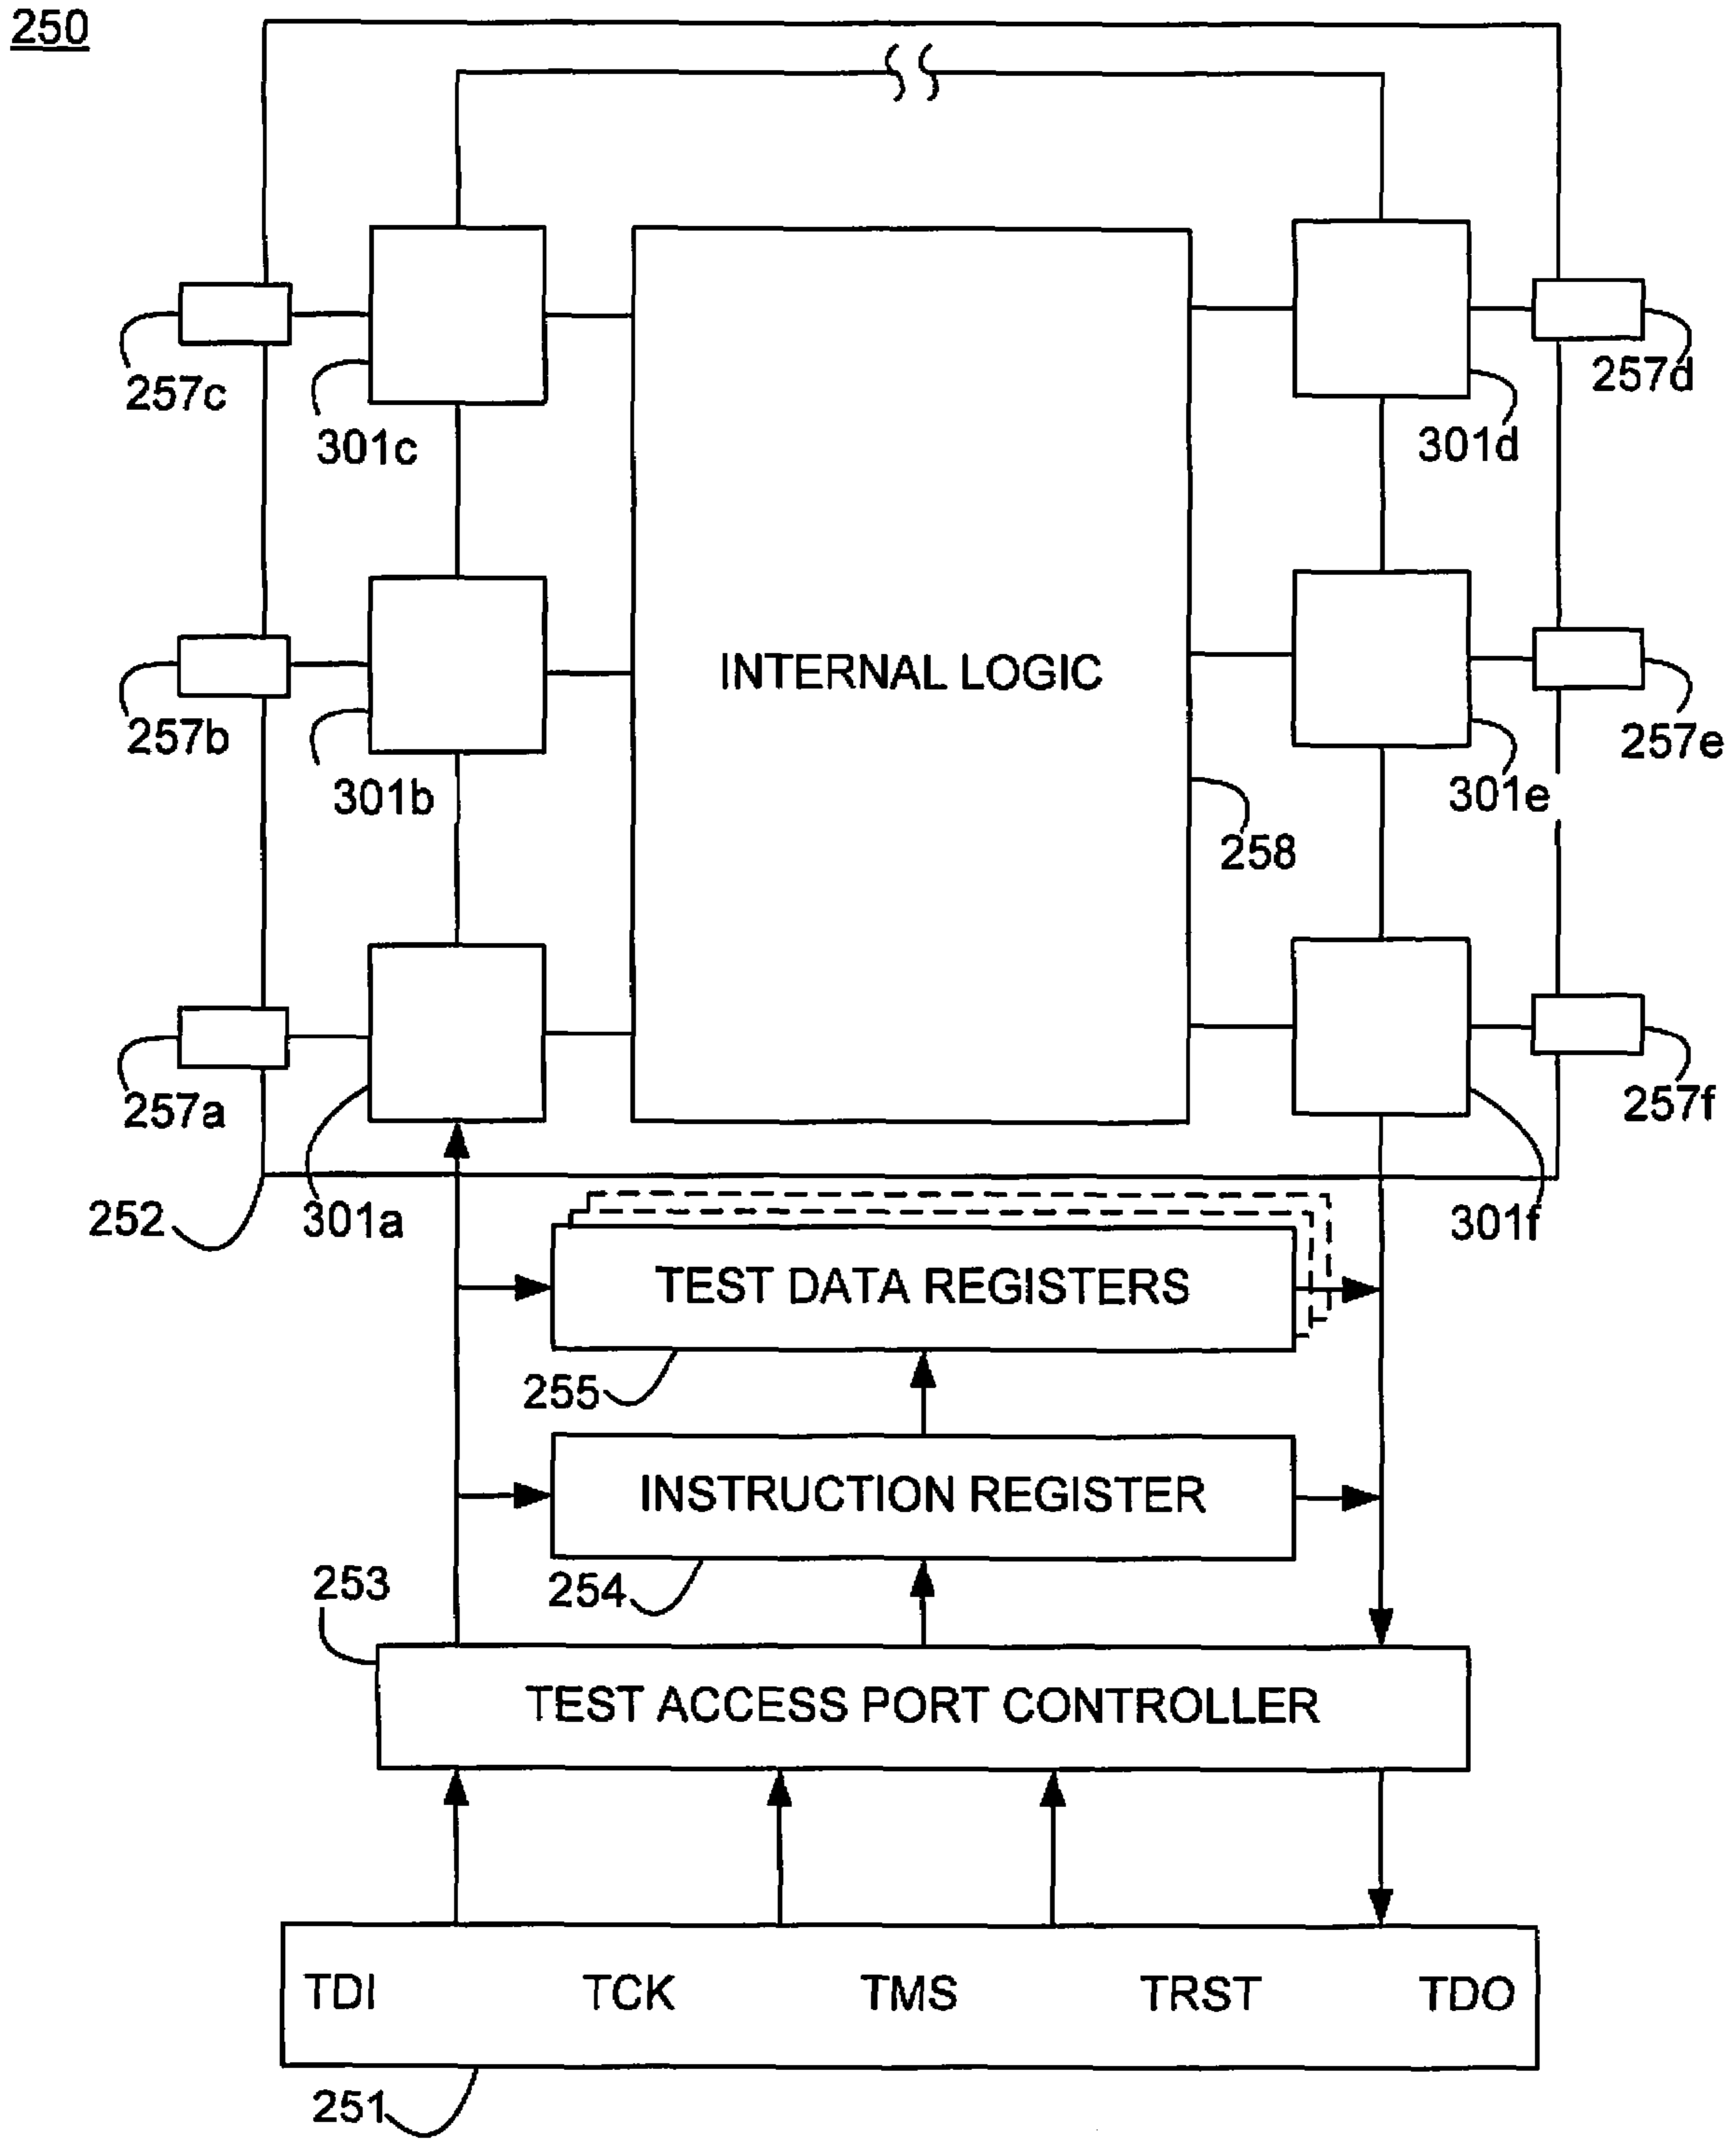 250
257c
257d
301c
301d
INTERNAL LOGIC
257b
257e
301b
301e
258
257a
257f
252
301a
301f
TEST DATA REGISTERS
255
INSTRUCTION REGISTER
253
254
TEST ACCESS PORT CONTROLLER
TDI TCK TMS TRST TDO
251